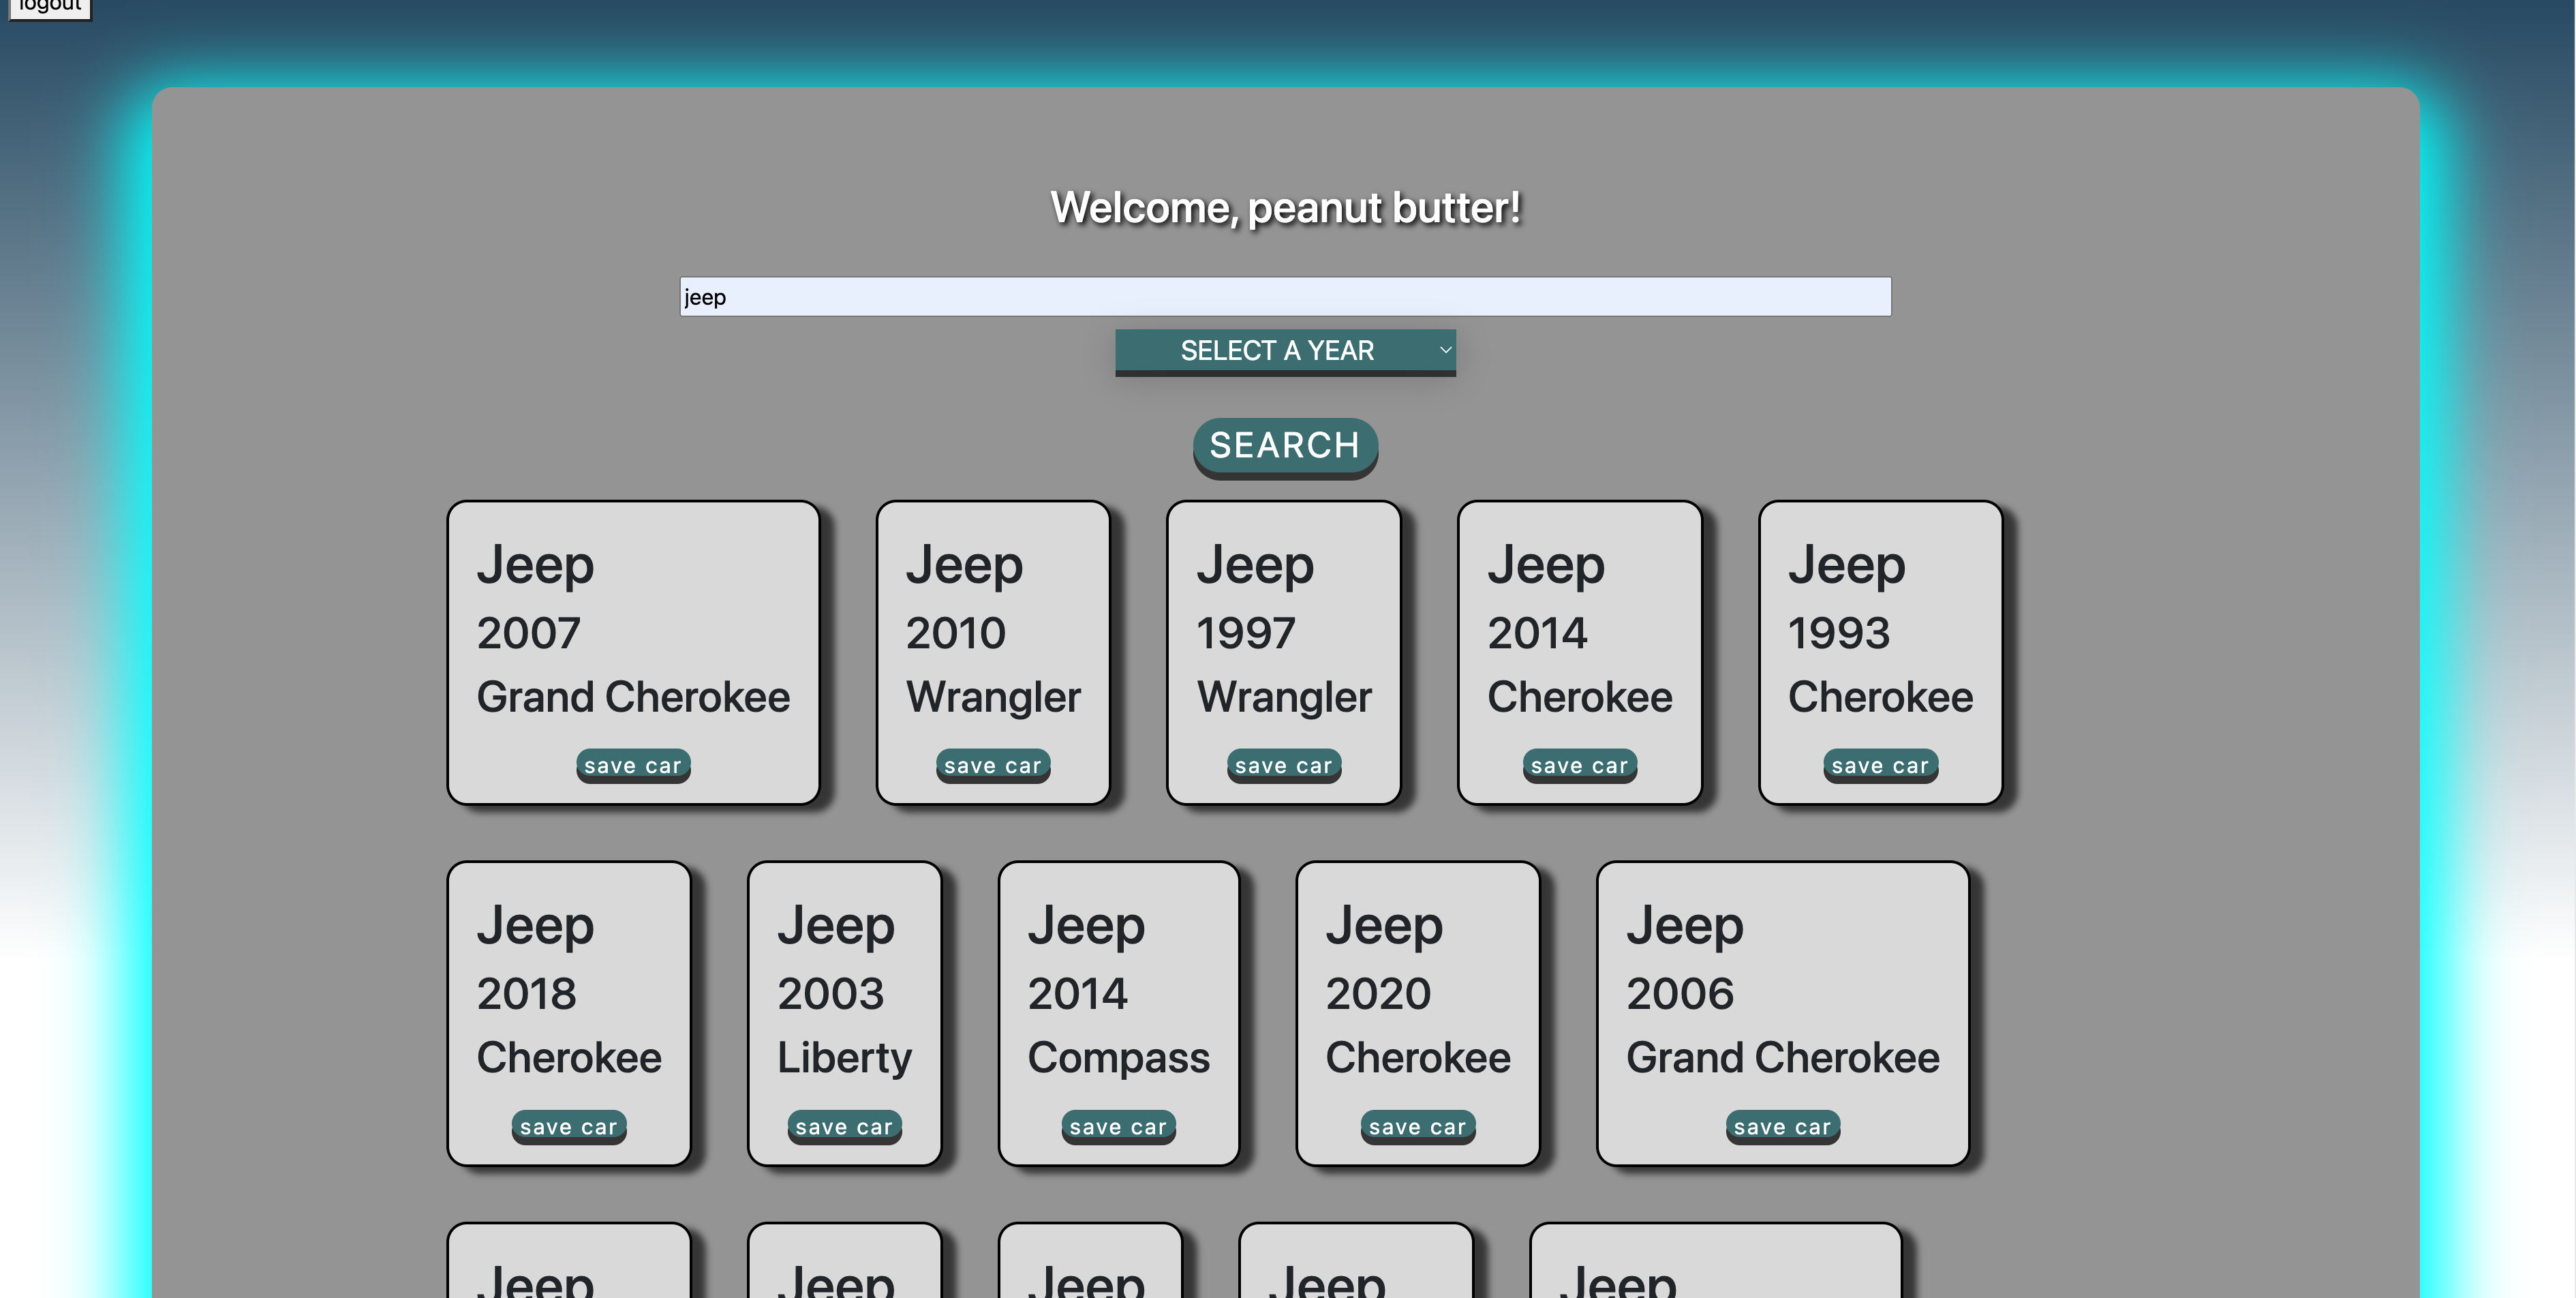 logout
Welcome, peanut butter!
jeep
SELECT A YEAR
SEARCH
Jeep
2007
Grand Cherokee
save car
Jeep
2010
Wrangler
save car
Jeep
1997
Wrangler
save car
Jeep
2014
Cherokee
save car
Jeep
1993
Cherokee
save car
Jeep
2018
Cherokee
save car
Jeep
2003
Liberty
save car
Jeep
2014
Compass
save car
Jeep
2020
Cherokee
save car
Jeep
2006
Grand Cherokee
save car
Jeep
Jeep
Jeep
Jeep
Jeep